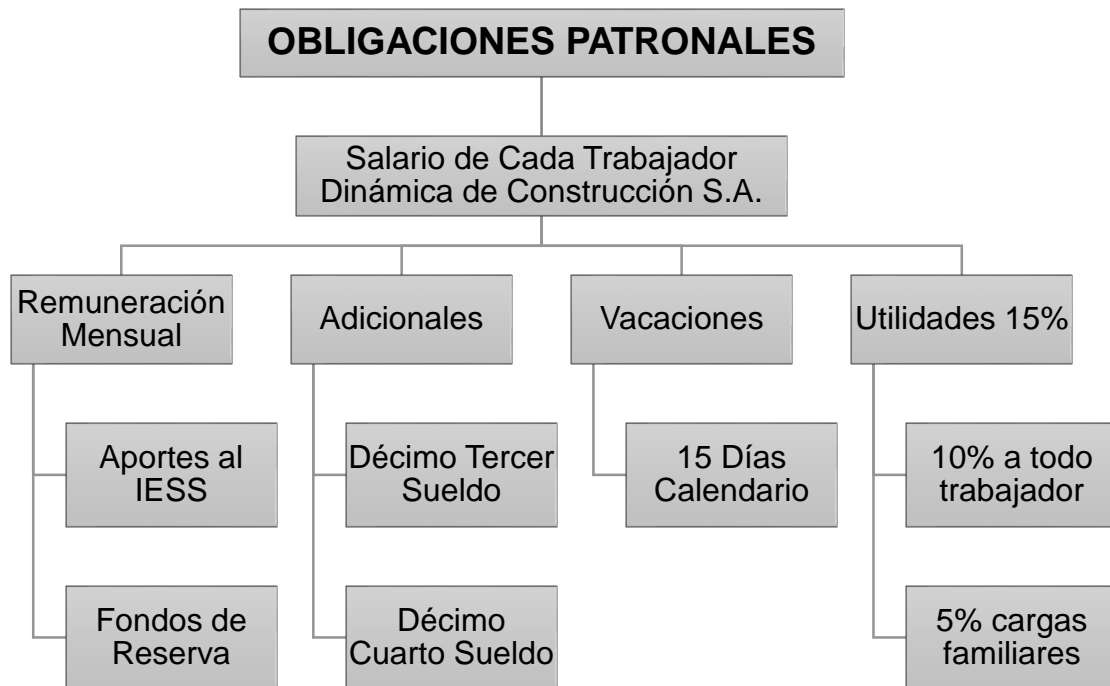 OBLIGACIONES PATRONALES
Salario de Cada Trabajador
Dinámica de Construcción S.A.
Remuneración
Mensual
Aportes al
IESS
Fondos de
Reserva
Adicionales
Décimo Tercer
Sueldo
Décimo
Cuarto Sueldo
Vacaciones
15 Días
Calendario
Utilidades 15%
10% a todo
trabajador
5% cargas
familiares